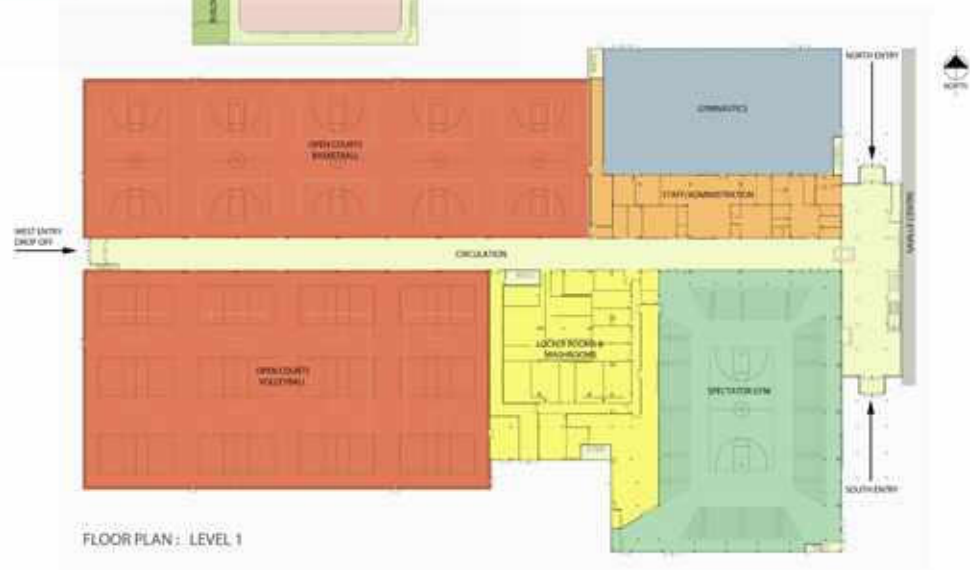 NORTH ENTRY
NORTH
GYMNASTICS
OPEN COURTS
BASKETBALL
STAFF/ADMINISTRATION
WEST ENTRY
DROP OFF
CIRCULATION
LOCKER ROOMS &
WASHROOMS
OPEN COURTS
VOLLEYBALL
SPECTATOR GYM
SOUTH ENTRY
FLOOR PLAN : LEVEL 1